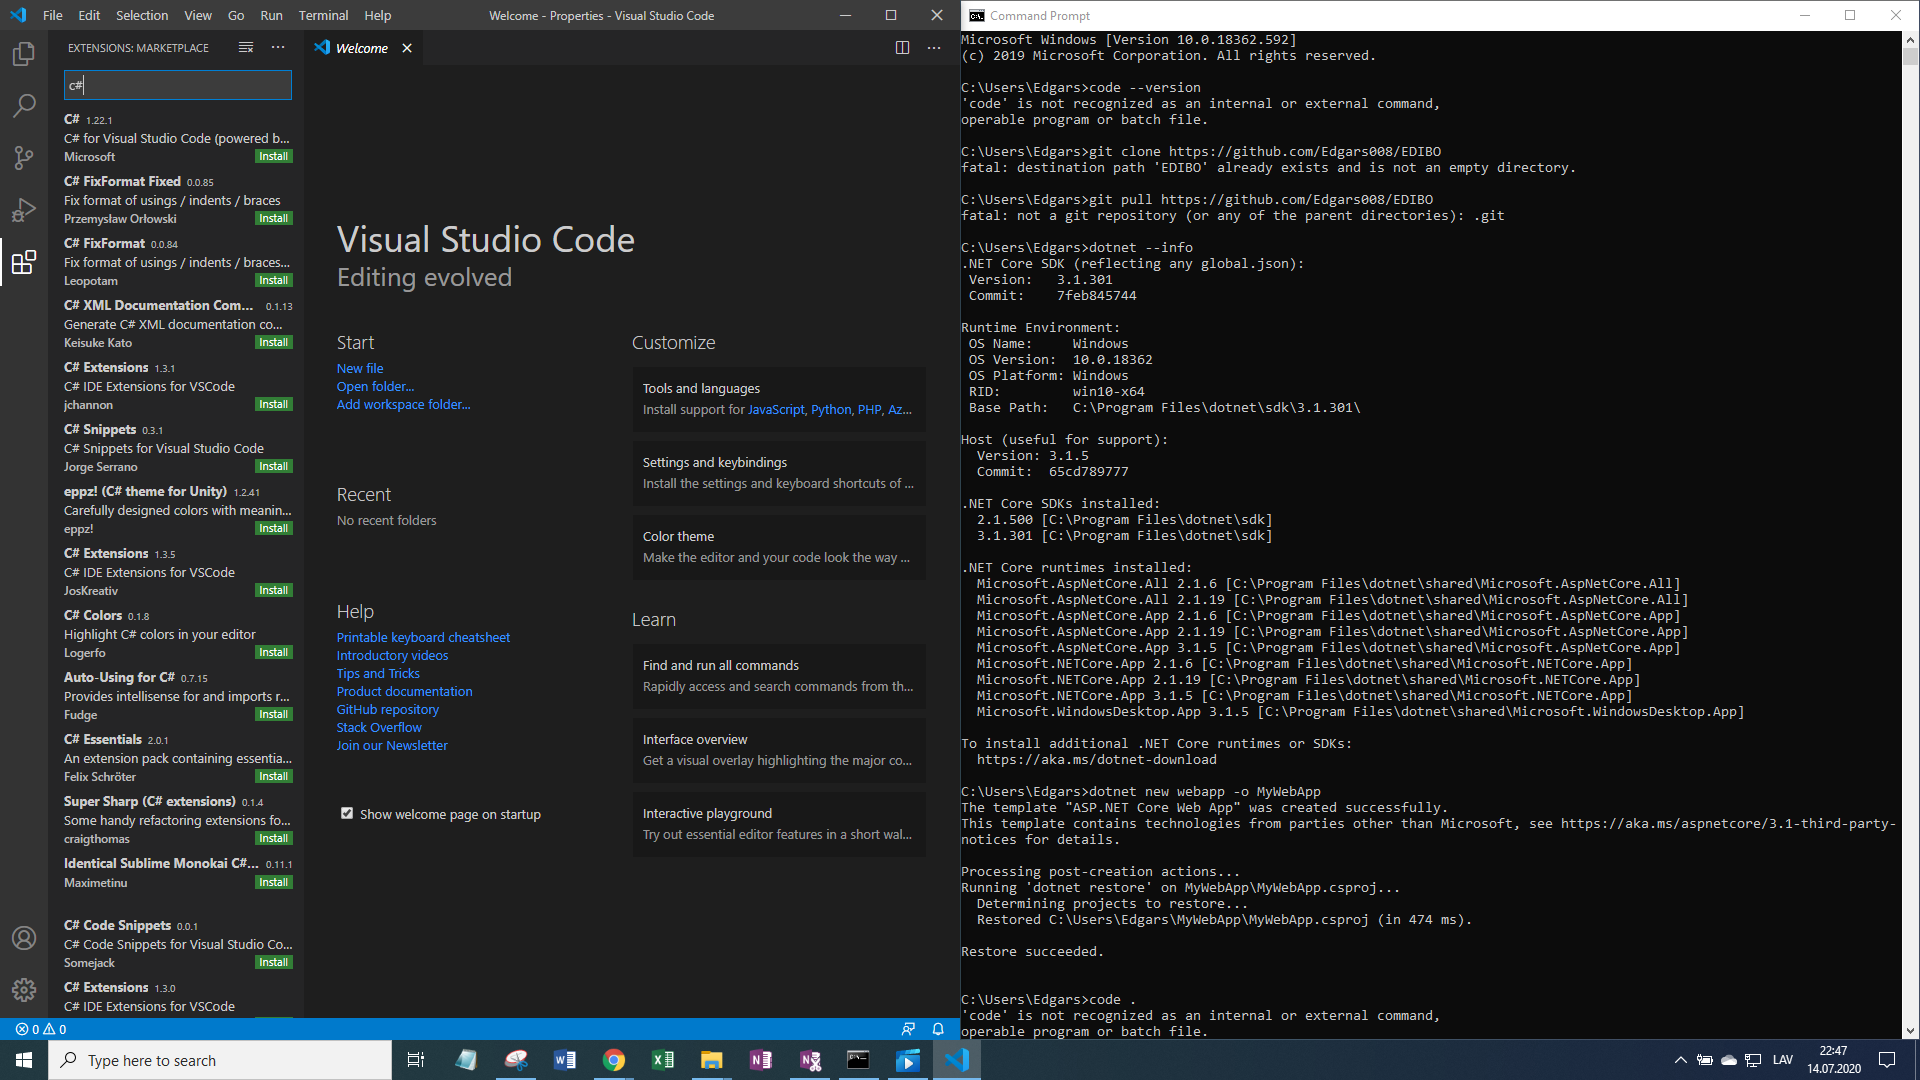 File Edit Selection View Go Run Terminal Help
Welcome - Properties - Visual Studio Code
EXTENSIONS: MARKETPLACE
c#
C# 1.22.1
C# for Visual Studio Code (powered b...
Microsoft Install
C# FixFormat Fixed 0.0.85
Fix format of usings / indents / braces
Przemysław Orłowski Install
C# FixFormat 0.0.84
Fix format of usings / indents / braces...
Leopotam Install
C# XML Documentation Com... 0.1.13
Generate C# XML documentation co...
Keisuke Kato Install
C# Extensions 1.3.1
C# IDE Extensions for VSCode
jchannon Install
C# Snippets 0.3.1
C# Snippets for Visual Studio Code
Jorge Serrano Install
eppz! (C# theme for Unity) 1.2.41
Carefully designed colors with meanin...
eppz! Install
C# Extensions 1.3.5
C# IDE Extensions for VSCode
JosKreativ Install
C# Colors 0.1.8
Highlight C# colors in your editor
Logerfo Install
Auto-Using for C# 0.7.15
Provides intellisense for and imports r...
Fudge Install
C# Essentials 2.0.1
An extension pack containing essentia...
Felix Schröter Install
Super Sharp (C# extensions) 0.1.4
Some handy refactoring extensions fo...
craigthomas Install
Identical Sublime Monokai C#... 0.11.1
Maximetinu Install
C# Code Snippets 0.0.1
C# Code Snippets for Visual Studio Co...
Somejack Install
C# Extensions 1.3.0
C# IDE Extensions for VSCode
0 0
Welcome
Visual Studio Code
Editing evolved
Start
New file
Open folder...
Add workspace folder...
Recent
No recent folders
Help
Printable keyboard cheatsheet
Introductory videos
Tips and Tricks
Product documentation
GitHub repository
Stack Overflow
Join our Newsletter
Show welcome page on startup
Customize
Tools and languages
Install support for JavaScript, Python, PHP, Az...
Settings and keybindings
Install the settings and keyboard shortcuts of ...
Color theme
Make the editor and your code look the way ...
Learn
Find and run all commands
Rapidly access and search commands from th...
Interface overview
Get a visual overlay highlighting the major co...
Interactive playground
Try out essential editor features in a short wal...
Command Prompt
Microsoft Windows [Version 10.0.18362.592]
(c) 2019 Microsoft Corporation. All rights reserved.
C:\Users\Edgars>code --version
'code' is not recognized as an internal or external command,
operable program or batch file.
C:\Users\Edgars>git clone https://github.com/Edgars008/EDIBO
fatal: destination path 'EDIBO' already exists and is not an empty directory.
C:\Users\Edgars>git pull https://github.com/Edgars008/EDIBO
fatal: not a git repository (or any of the parent directories): .git
C:\Users\Edgars>dotnet --info
.NET Core SDK (reflecting any global.json):
Version: 3.1.301
Commit: 7feb845744
Runtime Environment:
OS Name: Windows
OS Version: 10.0.18362
OS Platform: Windows
RID: win10-x64
Base Path: C:\Program Files\dotnet\sdk\3.1.301\
Host (useful for support):
Version: 3.1.5
Commit: 65cd789777
.NET Core SDKs installed:
2.1.500 [C:\Program Files\dotnet\sdk]
3.1.301 [C:\Program Files\dotnet\sdk]
.NET Core runtimes installed:
Microsoft.AspNetCore.All 2.1.6 [C:\Program Files\dotnet\shared\Microsoft.AspNetCore.All]
Microsoft.AspNetCore.All 2.1.19 [C:\Program Files\dotnet\shared\Microsoft.AspNetCore.All]
Microsoft.AspNetCore.App 2.1.6 [C:\Program Files\dotnet\shared\Microsoft.AspNetCore.App]
Microsoft.AspNetCore.App 2.1.19 [C:\Program Files\dotnet\shared\Microsoft.AspNetCore.App]
Microsoft.AspNetCore.App 3.1.5 [C:\Program Files\dotnet\shared\Microsoft.AspNetCore.App]
Microsoft.NETCore.App 2.1.6 [C:\Program Files\dotnet\shared\Microsoft.NETCore.App]
Microsoft.NETCore.App 2.1.19 [C:\Program Files\dotnet\shared\Microsoft.NETCore.App]
Microsoft.NETCore.App 3.1.5 [C:\Program Files\dotnet\shared\Microsoft.NETCore.App]
Microsoft.WindowsDesktop.App 3.1.5 [C:\Program Files\dotnet\shared\Microsoft.WindowsDesktop.App]
To install additional .NET Core runtimes or SDKs:
https://aka.ms/dotnet-download
C:\Users\Edgars>dotnet new webapp -o MyWebApp
The template "ASP.NET Core Web App" was created successfully.
This template contains technologies from parties other than Microsoft, see https://aka.ms/aspnetcore/3.1-third-party-
notices for details.
Processing post-creation actions...
Running 'dotnet restore' on MyWebApp\MyWebApp.csproj...
Determining projects to restore...
Restored C:\Users\Edgars\MyWebApp\MyWebApp.csproj (in 474 ms).
Restore succeeded.
C:\Users\Edgars>code .
'code' is not recognized as an internal or external command,
operable program or batch file.
Type here to search
LAV
22:47
14.07.2020